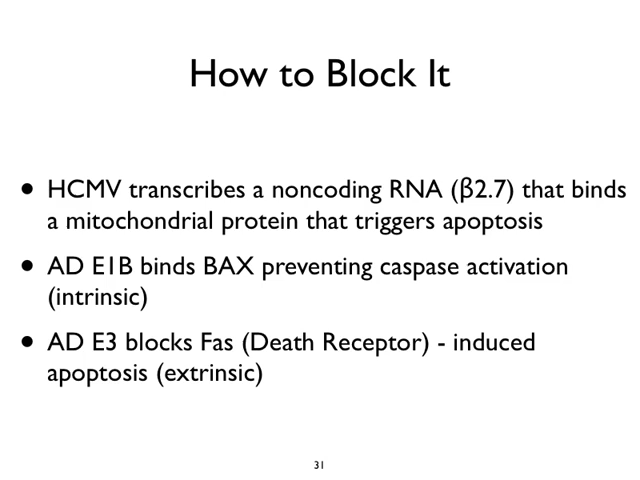 How to Block It
• HCMV transcribes a noncoding RNA (β2.7) that binds
a mitochondrial protein that triggers apoptosis
• AD E1B binds BAX preventing caspase activation
(intrinsic)
• AD E3 blocks Fas (Death Receptor) - induced
apoptosis (extrinsic)
31